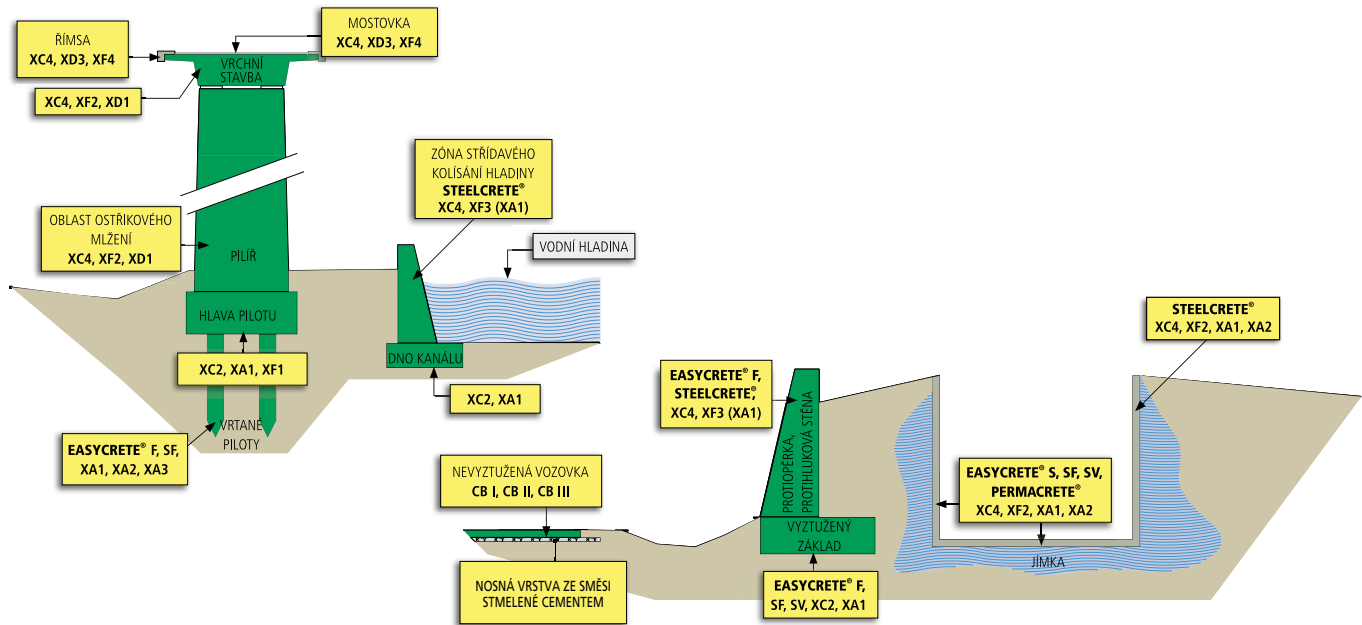 ŘÍMSA
XC4, XD3, XF4
MOSTOVKA
XC4, XD3, XF4
VRCHNÍ
STAVBA
XC4, XF2, XD1
ZÓNA STŘÍDAVÉHO
KOLÍSÁNÍ HLADINY
STEELCRETE®
XC4, XF3 (XA1)
OBLAST OSTŘIKOVÉHO
MLŽENÍ
XC4, XF2, XD1
PILÍŘ
VODNÍ HLADINA
HLAVA PILOTU
XC2, XA1, XF1
DNO KANÁLU
XC2, XA1
VRTANÉ
PILOTY
EASYCRETE® F, SF,
XA1, XA2, XA3
STEELCRETE®
XC4, XF2, XA1, XA2
EASYCRETE® F,
STEELCRETE®,
XC4, XF3 (XA1)
PROTIOPĚRKA,
PROTIHLUKOVÁ STĚNA
NEVYZTUŽENÁ VOZOVKA
CB I, CB II, CB III
EASYCRETE® S, SF, SV,
PERMACRETE®
XC4, XF2, XA1, XA2
VYZTUŽENÝ
ZÁKLAD
JÍMKA
NOSNÁ VRSTVA ZE SMĚSI
STMELENÉ CEMENTEM
EASYCRETE® F,
SF, SV, XC2, XA1